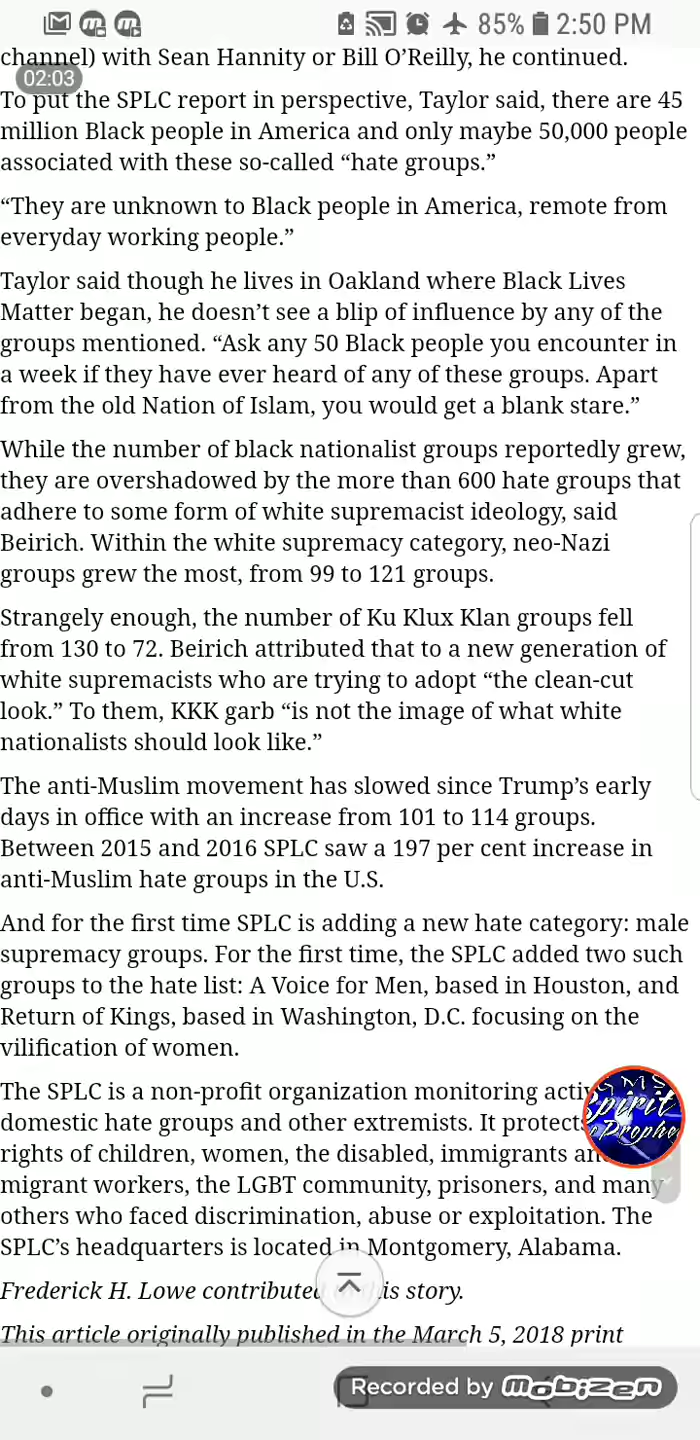 85% 2:50 PM
channel) with Sean Hannity or Bill O’Reilly, he continued.
02:03
To put the SPLC report in perspective, Taylor said, there are 45
million Black people in America and only maybe 50,000 people
associated with these so-called “hate groups.”
“They are unknown to Black people in America, remote from
everyday working people.”
Taylor said though he lives in Oakland where Black Lives
Matter began, he doesn’t see a blip of influence by any of the
groups mentioned. “Ask any 50 Black people you encounter in
a week if they have ever heard of any of these groups. Apart
from the old Nation of Islam, you would get a blank stare.”
While the number of black nationalist groups reportedly grew,
they are overshadowed by the more than 600 hate groups that
adhere to some form of white supremacist ideology, said
Beirich. Within the white supremacy category, neo-Nazi
groups grew the most, from 99 to 121 groups.
Strangely enough, the number of Ku Klux Klan groups fell
from 130 to 72. Beirich attributed that to a new generation of
white supremacists who are trying to adopt “the clean-cut
look.” To them, KKK garb “is not the image of what white
nationalists should look like.”
The anti-Muslim movement has slowed since Trump’s early
days in office with an increase from 101 to 114 groups.
Between 2015 and 2016 SPLC saw a 197 per cent increase in
anti-Muslim hate groups in the U.S.
And for the first time SPLC is adding a new hate category: male
supremacy groups. For the first time, the SPLC added two such
groups to the hate list: A Voice for Men, based in Houston, and
Return of Kings, based in Washington, D.C. focusing on the
vilification of women.
The SPLC is a non-profit organization monitoring
domestic hate groups and other extremists. It protects
rights of children, women, the disabled, immigrants
migrant workers, the LGBT community, prisoners, and many
others who faced discrimination, abuse or exploitation. The
SPLC’s headquarters is located in Montgomery, Alabama.
Frederick H. Lowe story.
This article originally published in the March 5, 2018 print
Spirit
Recorded by Mobizen